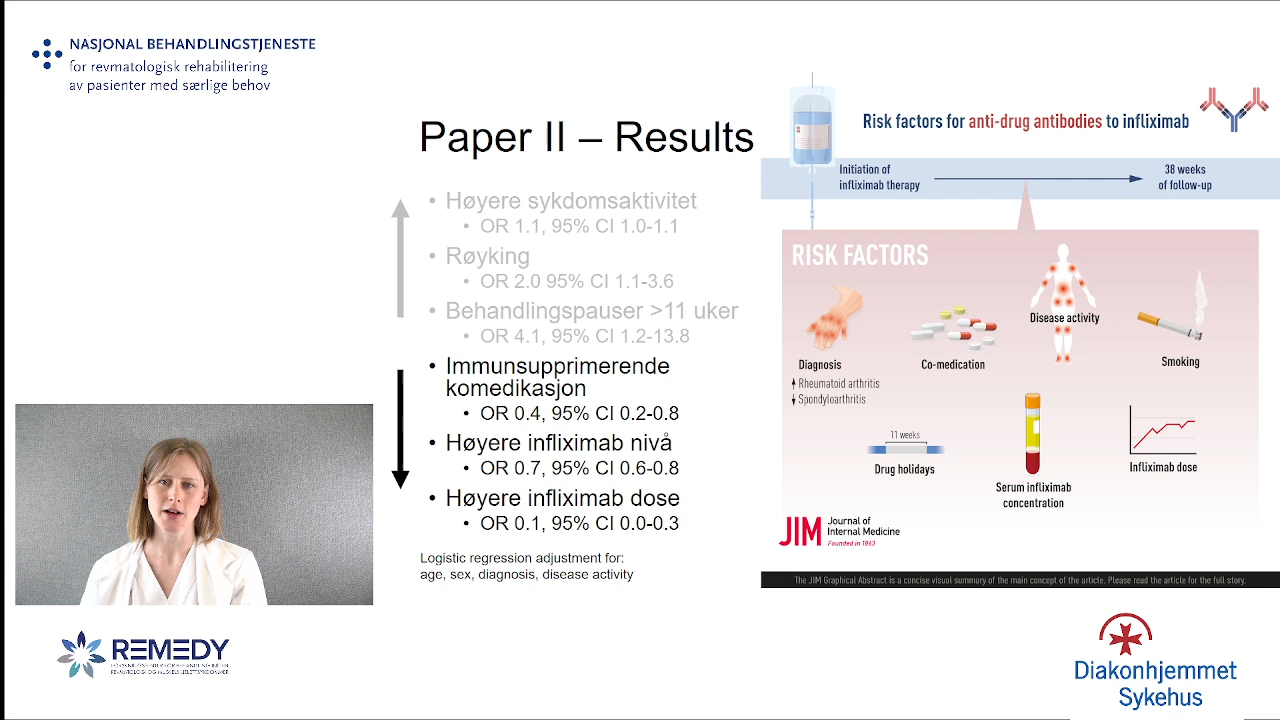 NASJONAL BEHANDLINGSTJENESTE
for revmatologisk rehabilitering
av pasienter med særlige behov
Paper II – Results
• Høyere sykdomsaktivitet
• OR 1.1, 95% CI 1.0-1.1
• Røyking
• OR 2.0 95% CI 1.1-3.6
• Behandlingspauser >11 uker
• OR 4.1, 95% CI 1.2-13.8
• Immunsupprimerende
komedikasjon
• OR 0.4, 95% CI 0.2-0.8
• Høyere infliximab nivå
• OR 0.7, 95% CI 0.6-0.8
• Høyere infliximab dose
• OR 0.1, 95% CI 0.0-0.3
Logistic regression adjustment for:
age, sex, diagnosis, disease activity
Risk factors for anti-drug antibodies to infliximab
Initiation of
infliximab therapy
38 weeks
of follow-up
RISK FACTORS
Diagnosis
Rheumatoid arthritis
Spondyloarthritis
Co-medication
Disease activity
Smoking
11 weeks
Drug holidays
Serum infliximab
concentration
Infliximab dose
JIM Journal of
Internal Medicine
Founded in 1863
The JIM Graphical Abstract is a concise visual summary of the main concept of the article. Please read the article for the full story.
REMEDY
FORSKNINGSSENTER FOR BEHANDLING INNEN
REVMATOLOGI OG MUSKELSKJELETTSYKDOMMER
Diakonhjemmet
Sykehus